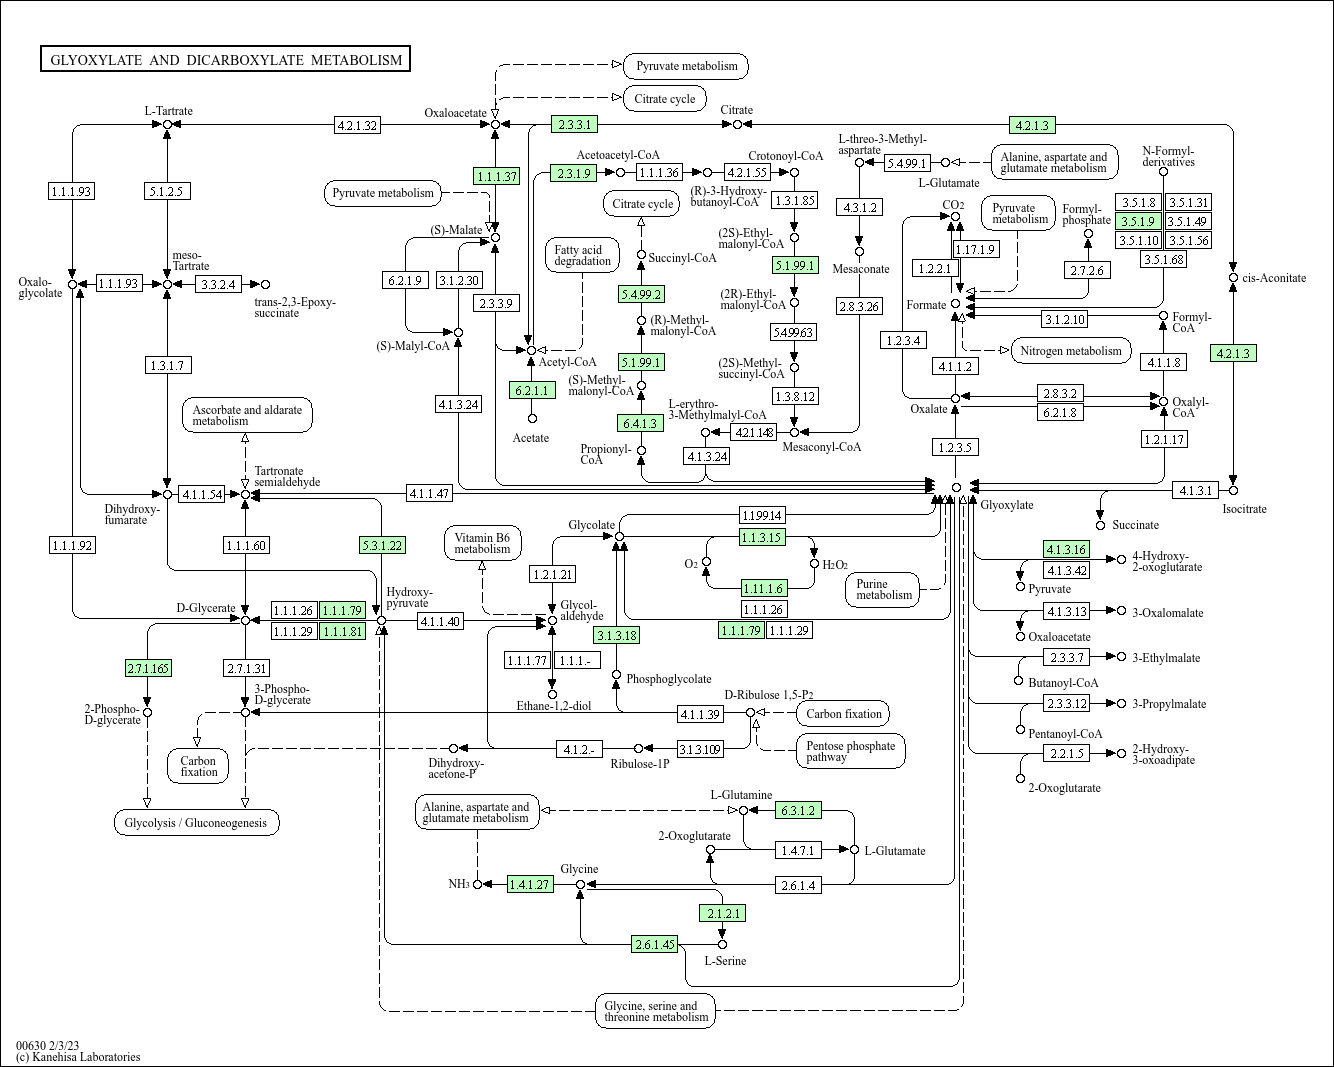 GLYOXYLATE AND DICARBOXYLATE METABOLISM
Pyruvate metabolism
Citrate cycle
L-Tartrate
Oxaloacetate
Citrate
4.2.1.32
2.3.3.1
4.2.1.3
L-threo-3-Methyl-
aspartate
5.4.99.1
L-Glutamate
Alanine, aspartate and
glutamate metabolism
N-Formyl-
derivatives
Acetoacetyl-CoA
Crotonoyl-CoA
1.1.1.37
2.3.1.9
1.1.1.36
4.2.1.55
(R)-3-Hydroxy-
butanoyl-CoA
1.1.1.93
5.1.2.5
Pyruvate metabolism
Citrate cycle
1.3.1.85
4.3.1.2
CO2
Pyruvate
metabolism
Formyl-
phosphate
3.5.1.8
3.5.1.31
3.5.1.9
3.5.1.49
3.5.1.10
3.5.1.56
3.5.1.68
(S)-Malate
Fatty acid
degradation
(2S)-Ethyl-
malonyl-CoA
1.17.1.9
1.2.2.1
2.7.2.6
meso-
Tartrate
Succinyl-CoA
5.1.99.1
Mesaconate
Oxalo-
glycolate
1.1.1.93
3.3.2.4
trans-2,3-Epoxy-
succinate
6.2.1.9
3.1.2.30
2.3.3.9
5.4.99.2
(2R)-Ethyl-
malonyl-CoA
2.8.3.26
Formate
cis-Aconitate
(R)-Methyl-
malonyl-CoA
5.4.99.63
3.1.2.10
Formyl-
CoA
(S)-Malyl-CoA
Acetyl-CoA
1.2.3.4
Nitrogen metabolism
4.2.1.3
1.3.1.7
5.1.99.1
(2S)-Methyl-
succinyl-CoA
4.1.1.2
4.1.1.8
6.2.1.1
(S)-Methyl-
malonyl-CoA
1.3.8.12
2.8.3.2
6.2.1.8
Oxalate
Oxalyl-
CoA
Ascorbate and aldarate
metabolism
4.1.3.24
Acetate
6.4.1.3
L-erythro-
3-Methylmalyl-CoA
4.2.1.148
Mesaconyl-CoA
Propionyl-
CoA
4.1.3.24
1.2.3.5
1.2.1.17
Tartronate
semialdehyde
4.1.1.54
4.1.1.47
Glyoxylate
4.1.3.1
Isocitrate
Dihydroxy-
fumarate
Succinate
1.1.1.92
1.1.1.60
5.3.1.22
Vitamin B6
metabolism
Glycolate
1.1.99.14
1.1.3.15
O2
H2O2
1.11.1.6
Purine
metabolism
4.1.3.16
4.1.3.42
4-Hydroxy-
2-oxoglutarate
Pyruvate
1.2.1.21
D-Glycerate
1.1.1.26
1.1.1.79
1.1.1.29
1.1.1.81
Hydroxy-
pyruvate
4.1.1.40
Glycol-
aldehyde
3.1.3.18
1.1.1.26
1.1.1.79
1.1.1.29
4.1.3.13
3-Oxalomalate
Oxaloacetate
2.7.1.165
2.7.1.31
1.1.1.77
1.1.1.-
2.3.3.7
3-Ethylmalate
Butanoyl-CoA
Phosphoglycolate
3-Phospho-
D-glycerate
2-Phospho-
D-glycerate
Ethane-1,2-diol
D-Ribulose 1,5-P2
4.1.1.39
Carbon fixation
2.3.3.12
3-Propylmalate
Pentanoyl-CoA
Carbon
fixation
Dihydroxy-
acetone-P
4.1.2.-
Ribulose-1P
3.1.3.109
Pentose phosphate
pathway
2.2.1.5
2-Hydroxy-
3-oxoadipate
2-Oxoglutarate
Glycolysis / Gluconeogenesis
Alanine, aspartate and
glutamate metabolism
L-Glutamine
6.3.1.2
2-Oxoglutarate
1.4.7.1
L-Glutamate
NH3
1.4.1.27
Glycine
2.6.1.4
2.1.2.1
2.6.1.45
L-Serine
Glycine, serine and
threonine metabolism
00630 2/3/23
(c) Kanehisa Laboratories